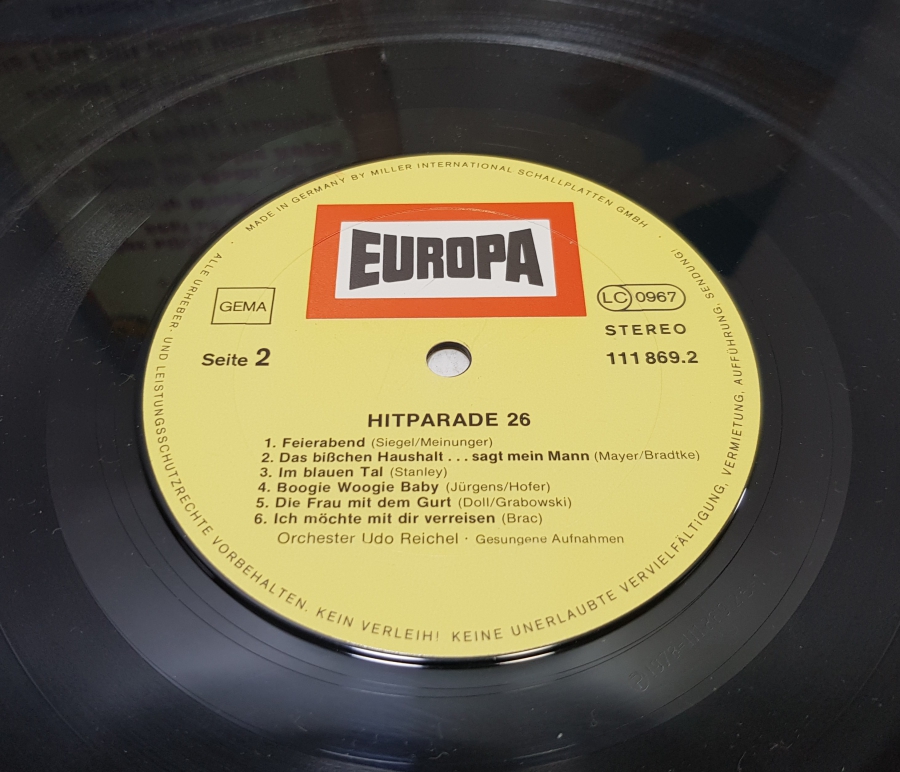 MADE IN GERMANY BY MILLER INTERNATIONAL SCHALLPLATTEN GMBH ·
EUROPA
GEMA
LC 0967
STEREO
Seite 2
111 869.2
HITPARADE 26
1. Feierabend (Siegel/Meinunger)
2. Das bißchen Haushalt . . . sagt mein Mann (Mayer/Bradtke)
3. Im blauen Tal (Stanley)
4. Boogie Woogie Baby (Jürgens/Hofer)
5. Die Frau mit dem Gurt (Doll/Grabowski)
6. Ich möchte mit dir verreisen (Brac)
Orchester Udo Reichel · Gesungene Aufnahmen
· ALLE URHEBER- UND LEISTUNGSSCHUTZRECHTE VORBEHALTEN. KEIN VERLEIH! KEINE UNERLAUBTE VERVIELFÄLTIGUNG, VERMIETUNG, AUFFÜHRUNG, SENDUNG!